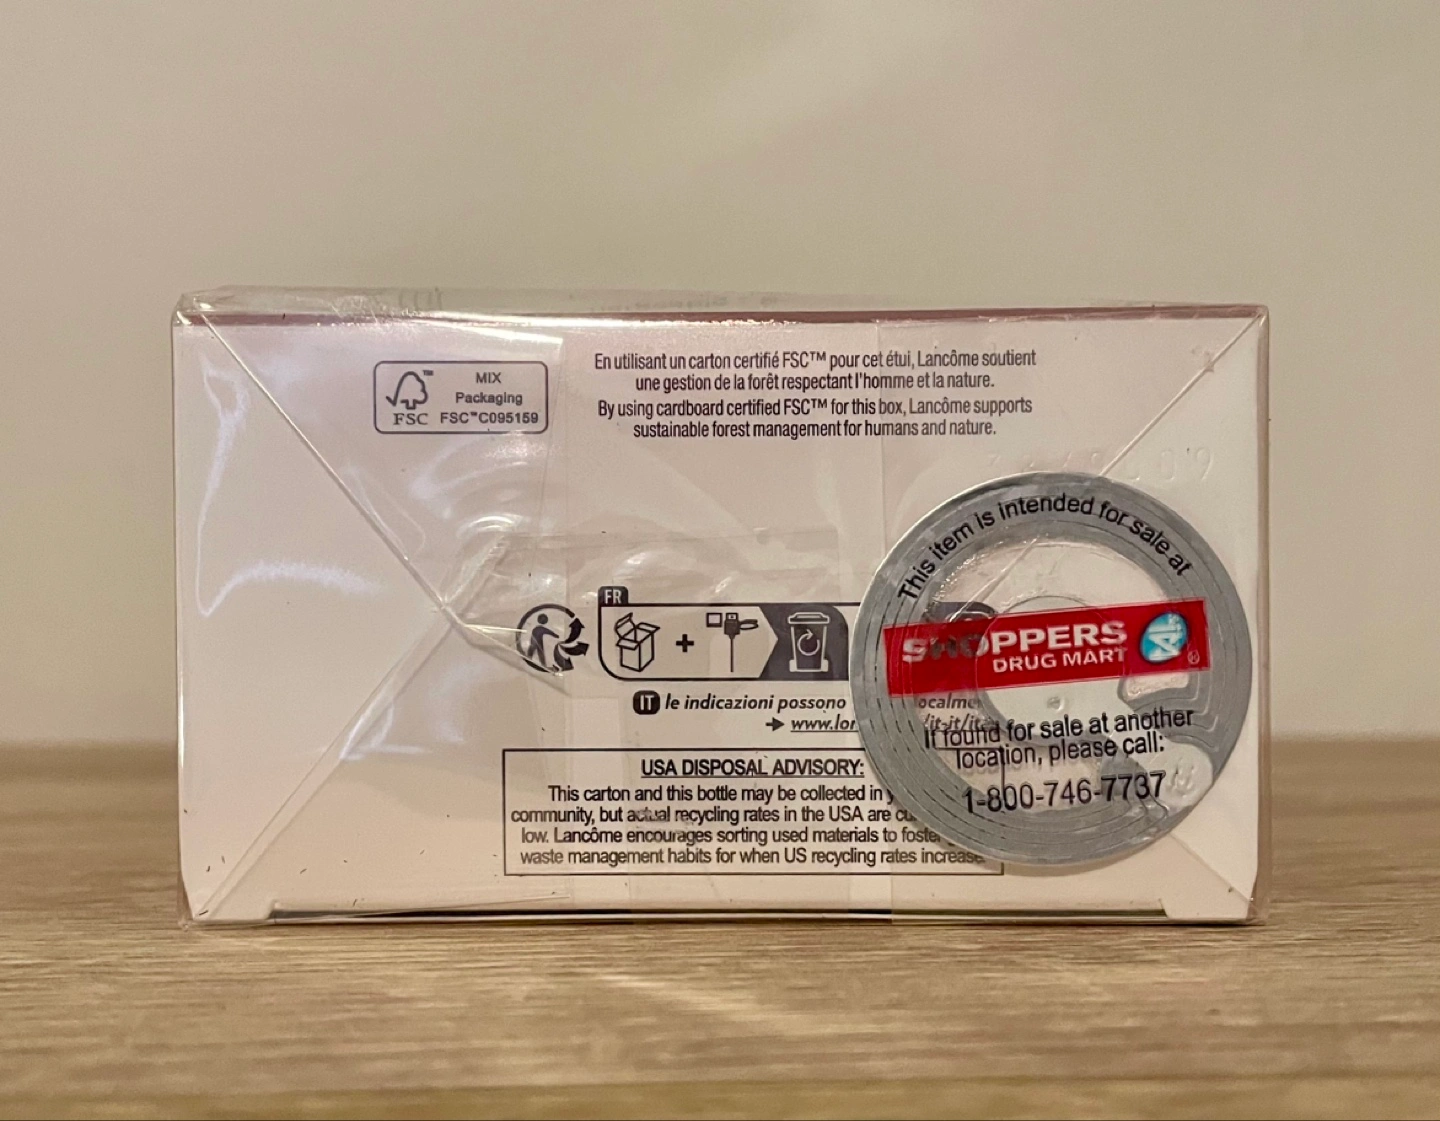 MIX
Packaging
FSC™C095159
FSC
En utilisant un carton certifié FSC™ pour cet étui, Lancôme soutient
une gestion de la forêt respectant l'homme et la nature.
By using cardboard certified FSC™ for this box, Lancôme supports
sustainable forest management for humans and nature.
FR
IT le indicazioni possono
➔ www.lor
USA DISPOSAL ADVISORY:
This carton and this bottle may be collected in
community, but actual recycling rates in the USA are
low. Lancôme encourages sorting used materials to
waste management habits for when US recycling rates increase.
This item is intended for sale at
SHOPPERS
DRUG MART ®
If found for sale at another
location, please call:
1-800-746-7737